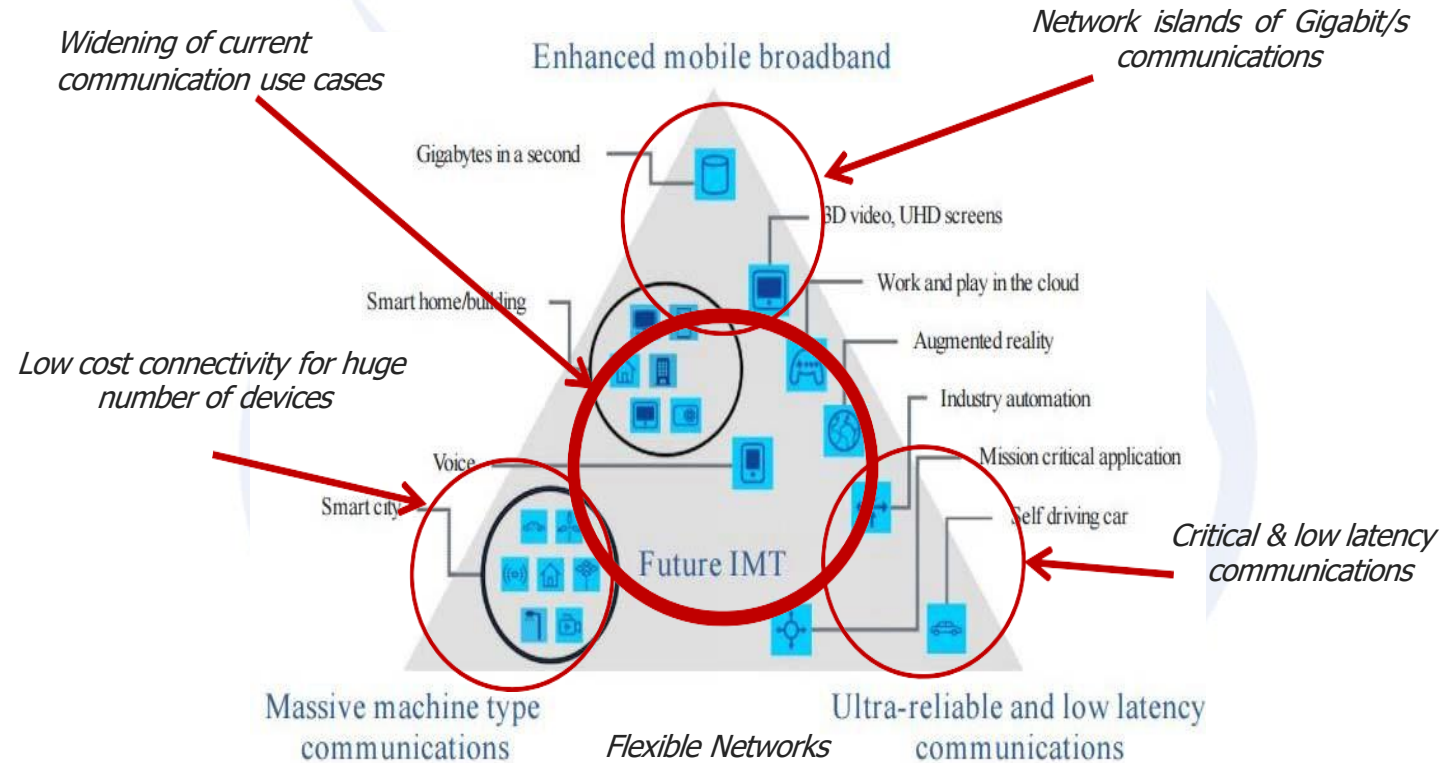 Widening of current
communication use cases
Network islands of Gigabit/s
communications
Enhanced mobile broadband
Gigabytes in a second
3D video, UHD screens
Smart home/building
Work and play in the cloud
Augmented reality
Low cost connectivity for huge
number of devices
Industry automation
Voice
Mission critical application
Smart city
Self driving car
Critical & low latency
communications
Future IMT
Massive machine type
communications
Ultra-reliable and low latency
communications
Flexible Networks